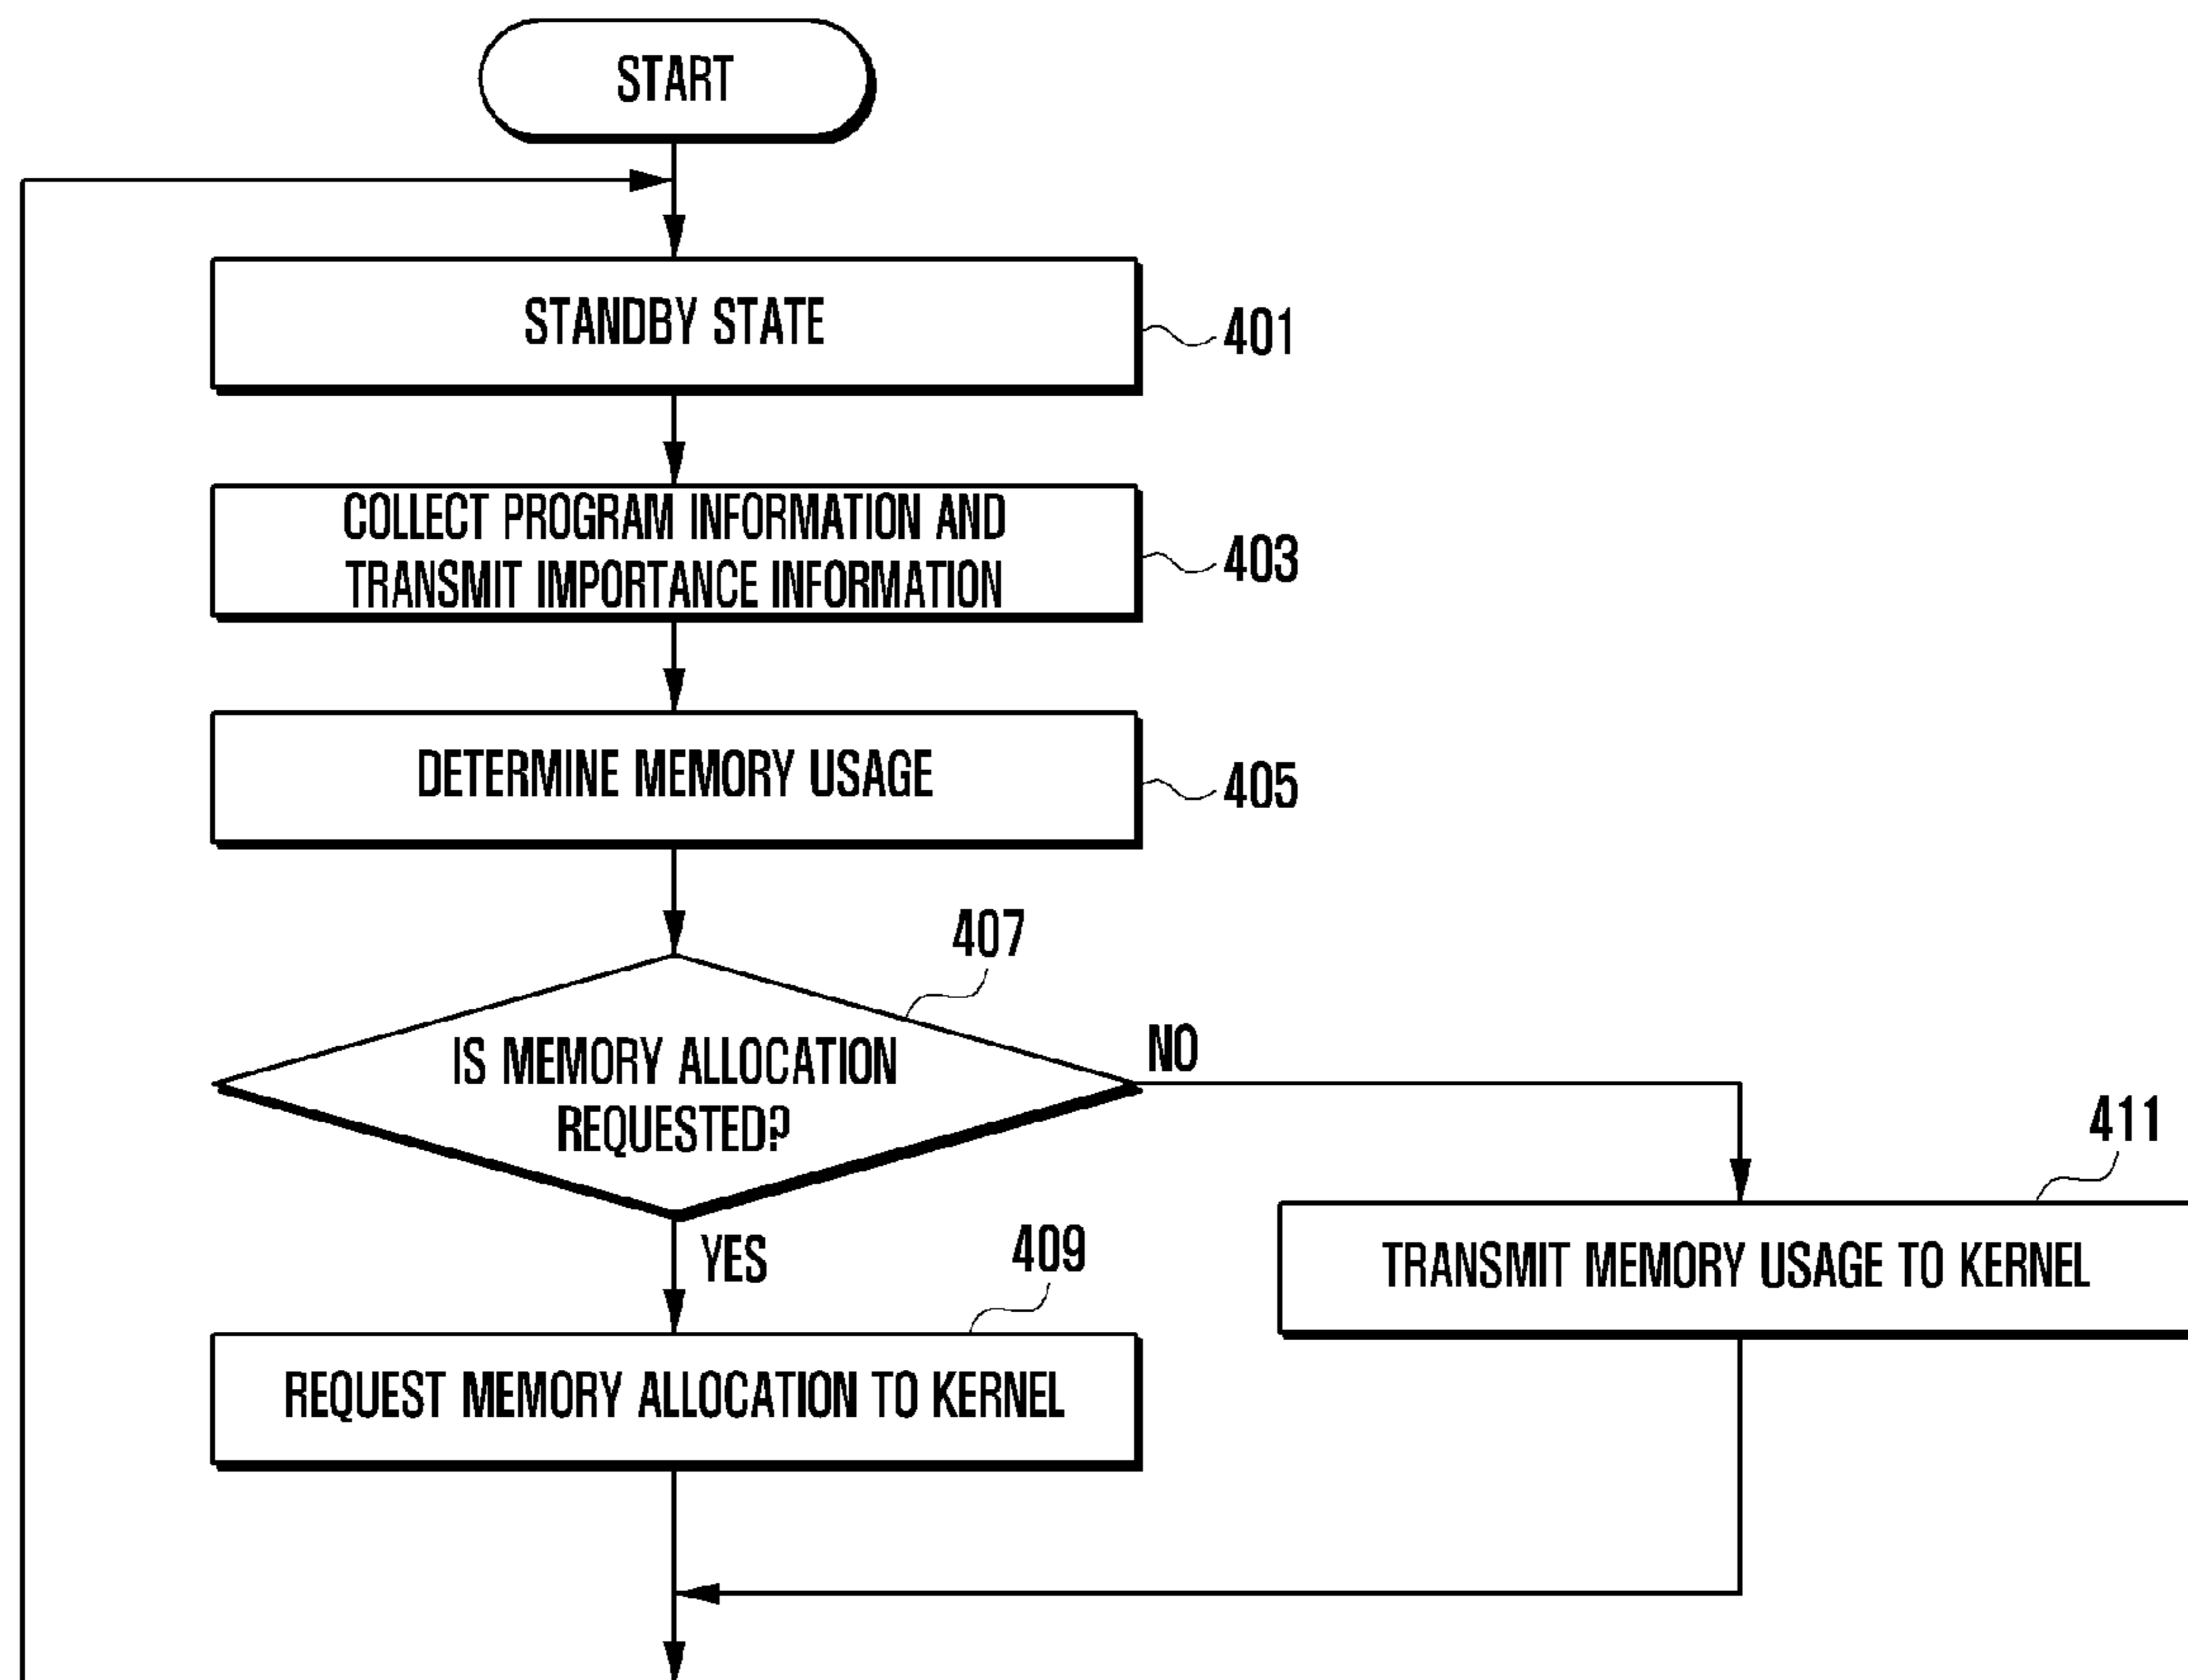 START
STANDBY STATE
401
COLLECT PROGRAM INFORMATION AND
TRANSMIT IMPORTANCE INFORMATION
403
DETERMINE MEMORY USAGE
405
407
IS MEMORY ALLOCATION
REQUESTED?
NO
YES
411
TRANSMIT MEMORY USAGE TO KERNEL
409
REQUEST MEMORY ALLOCATION TO KERNEL